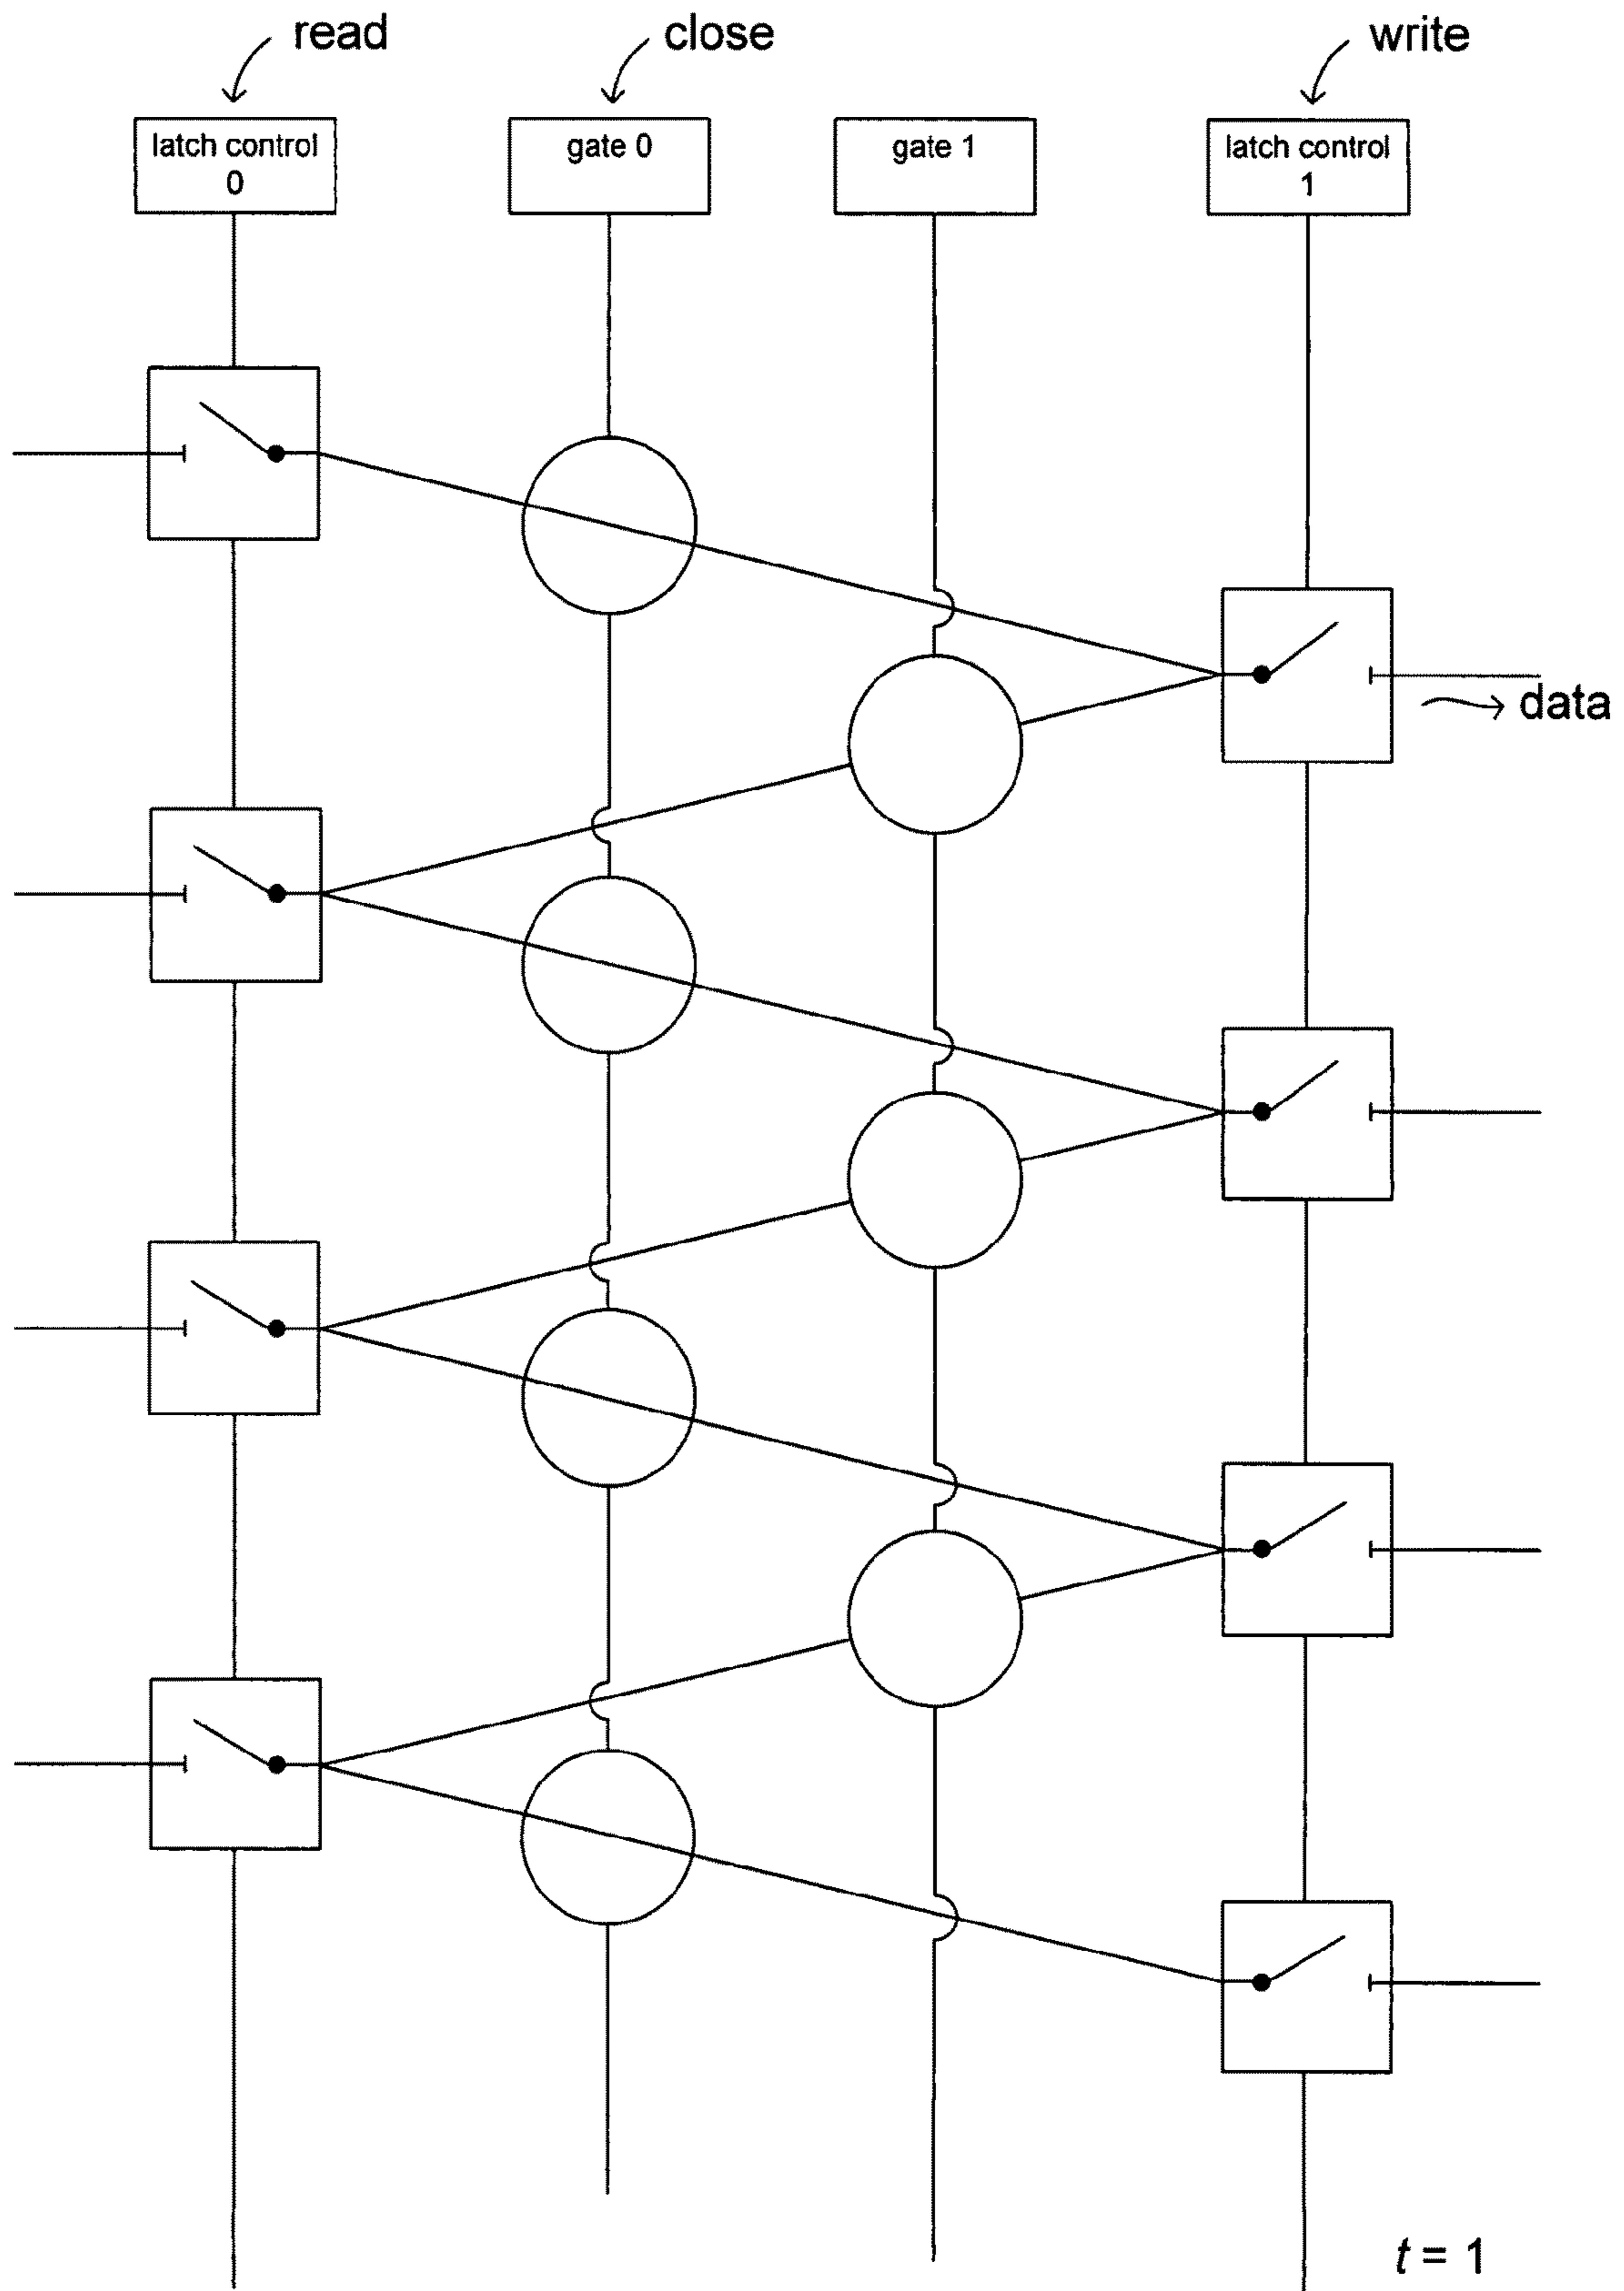 read
close
write
latch control
0
gate 0
gate 1
latch control
1
data
t = 1